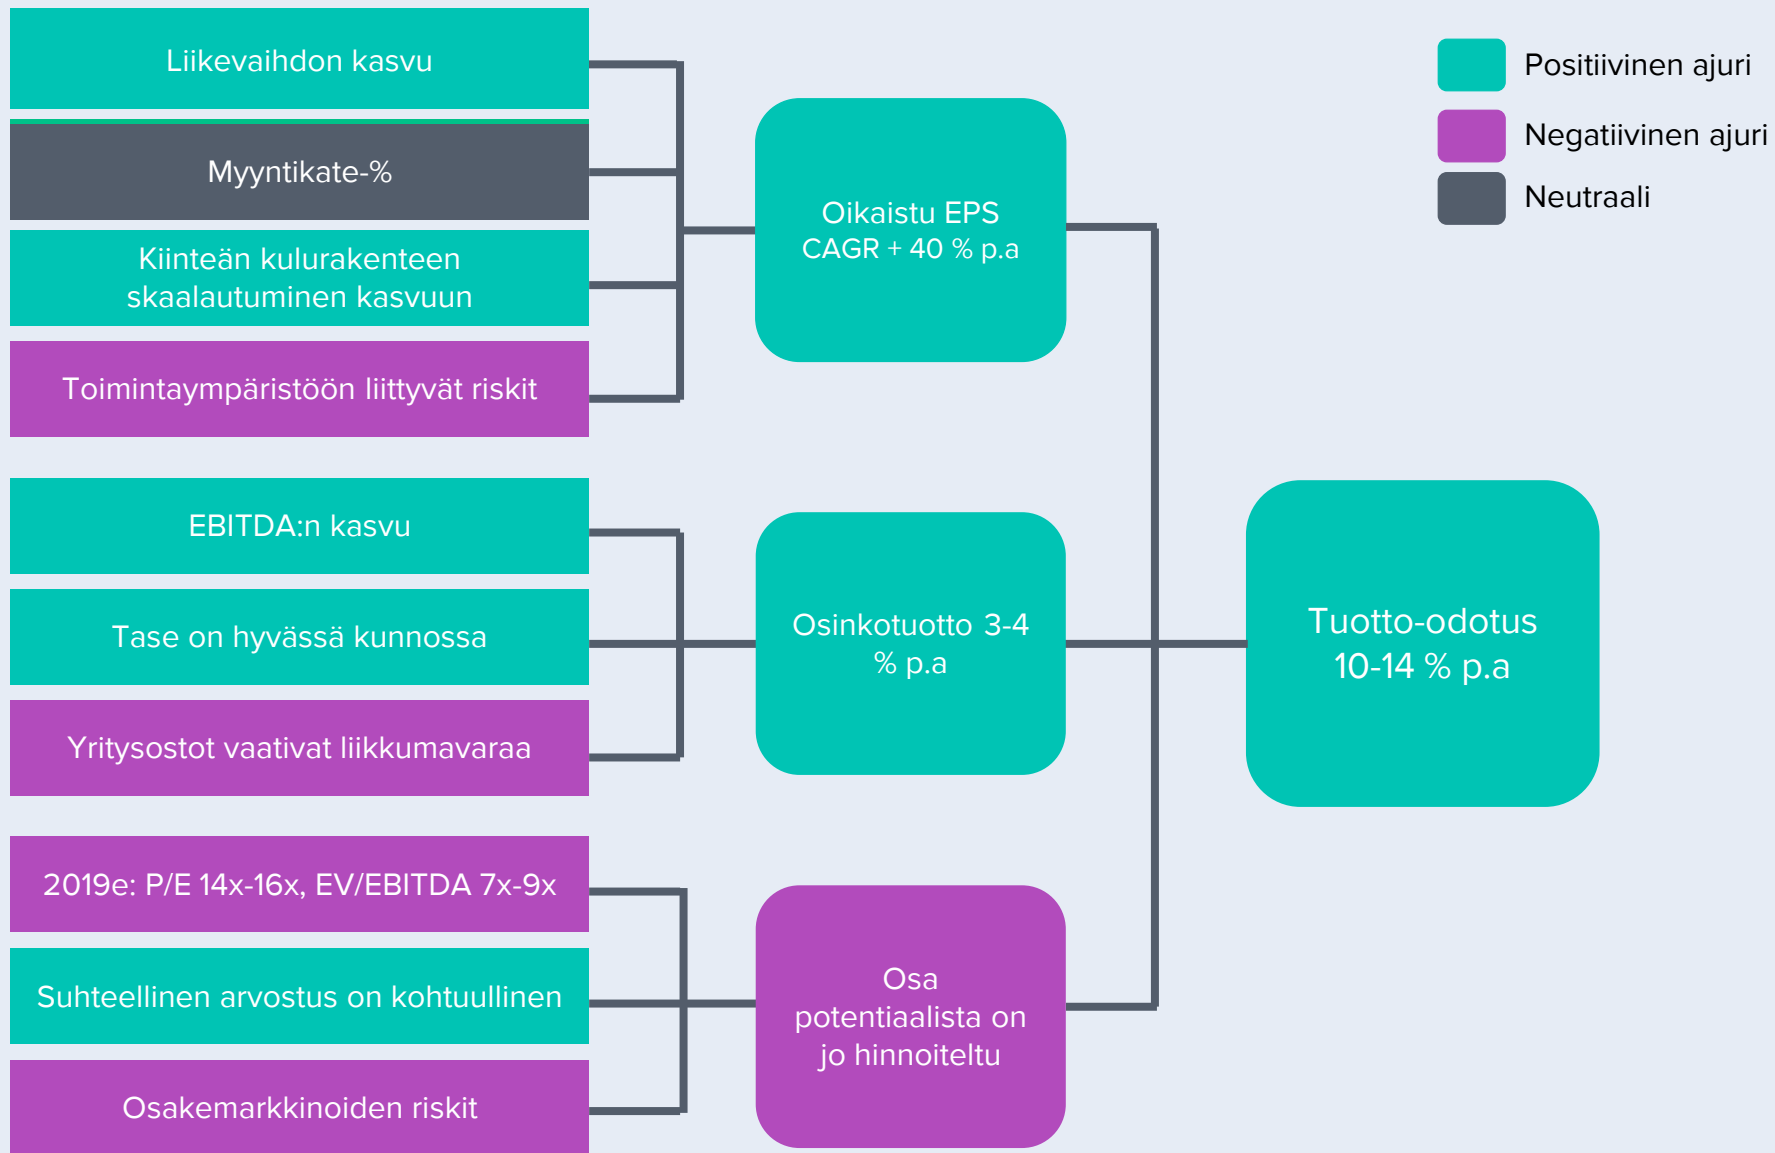 Liikevaihdon kasvu
Myyntikate-%
Kiinteän kulurakenteen
skaalautuminen kasvuun
Toimintaympäristöön liittyvät riskit
EBITDA:n kasvu
Tase on hyvässä kunnossa
Yritysostot vaativat liikkumavaraa
2019e: P/E 14x-16x, EV/EBITDA 7x-9x
Suhteellinen arvostus on kohtuullinen
Osakemarkkinoiden riskit
Oikaistu EPS
CAGR + 40 % p.a
Osinkotuotto 3-4
% p.a
Osa
potentiaalista on
jo hinnoiteltu
Tuotto-odotus
10-14 % p.a
Positiivinen ajuri
Negatiivinen ajuri
Neutraali